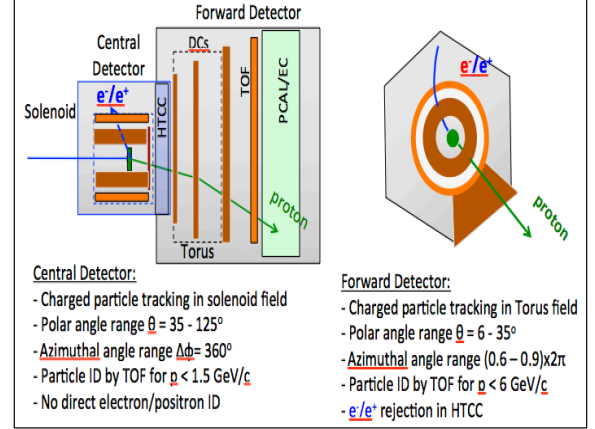 Forward Detector
Central
Detector
DCs
Solenoid
e-/e+
HTCC
TOF
PCAL/EC
proton
Torus
e-/e+
proton
Central Detector:
- Charged particle tracking in solenoid field
- Polar angle range θ = 35 - 125°
-Azimuthal angle range Δϕ= 360°
- Particle ID by TOF for p < 1.5 GeV/c
- No direct electron/positron ID
Forward Detector:
- Charged particle tracking in Torus field
- Polar angle range θ = 6 - 35°
-Azimuthal angle range (0.6 – 0.9)x2π
- Particle ID by TOF for p < 6 GeV/c
- e-/e+ rejection in HTCC